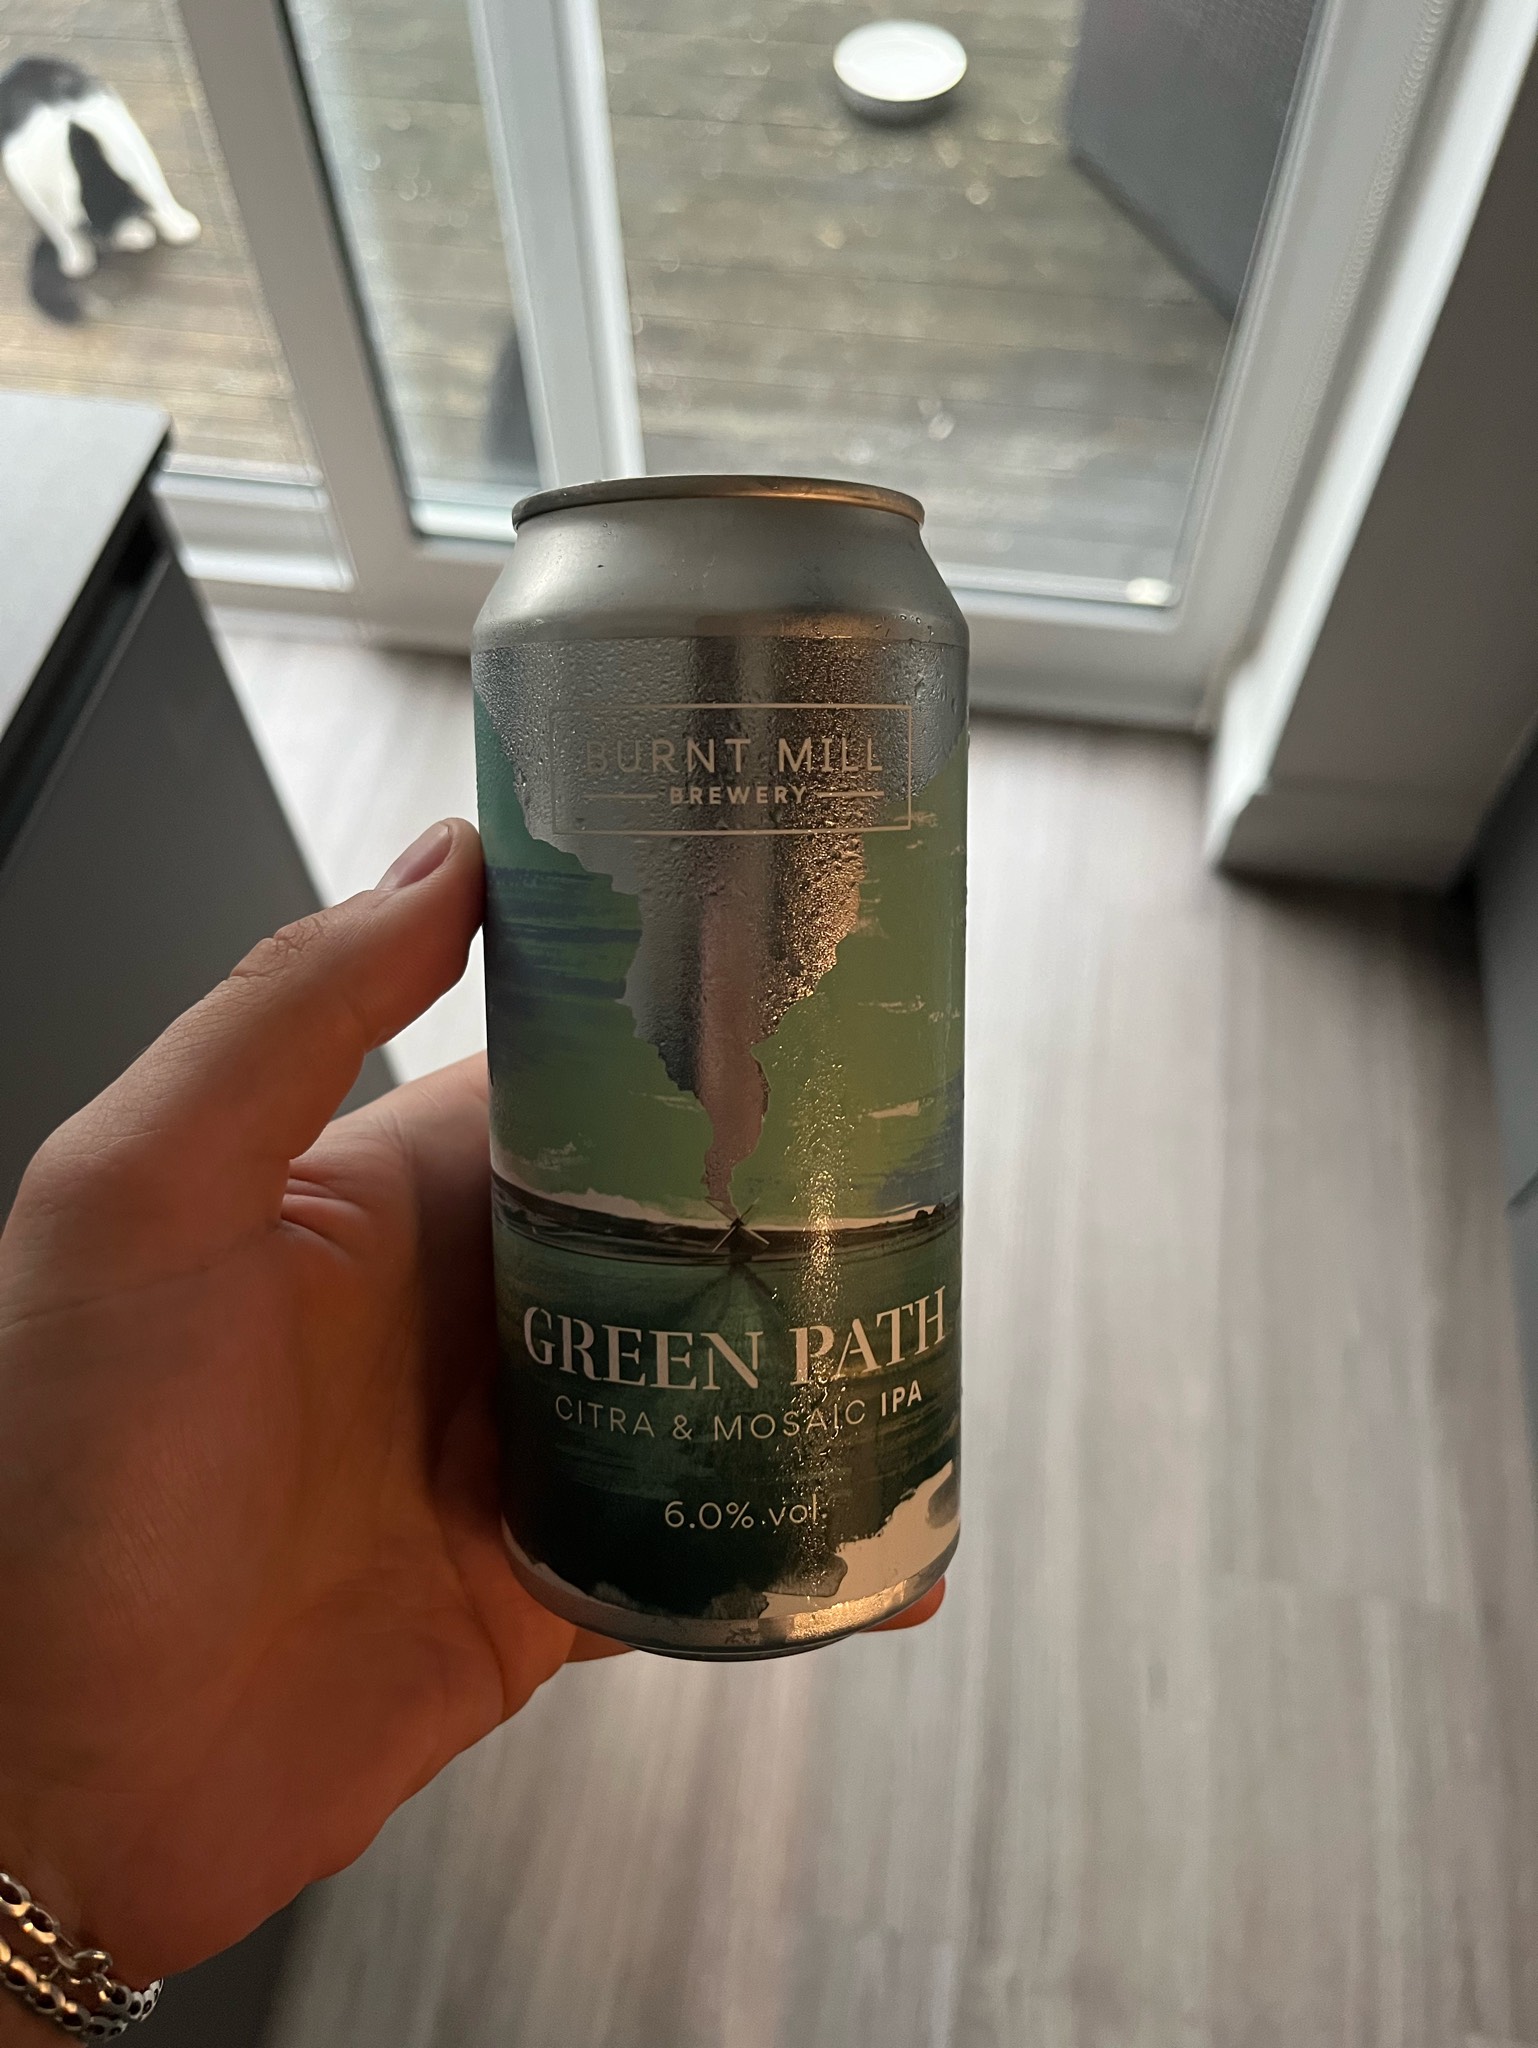 BURNT MILL
BREWERY
GREEN PATH
CITRA & MOSAIC IPA
6.0% vol